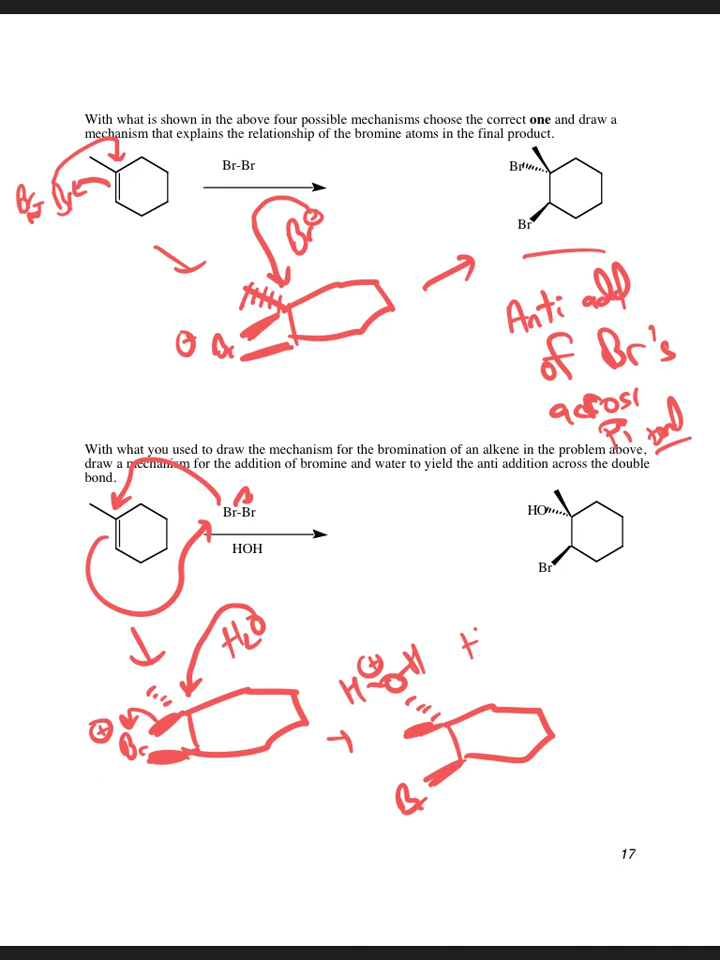 With what is shown in the above four possible mechanisms choose the correct one and draw a
mechanism that explains the relationship of the bromine atoms in the final product.
Br-Br
Br
Br
Br Br
Br ⊖
⊕ Br
Anti add
of Br's
across
Pi bond
With what you used to draw the mechanism for the bromination of an alkene in the problem above,
draw a mechanism for the addition of bromine and water to yield the anti addition across the double
bond.
Br-Br
HOH
HO
Br
H2O
⊕ Br
H ⊕ O H +
Br
17